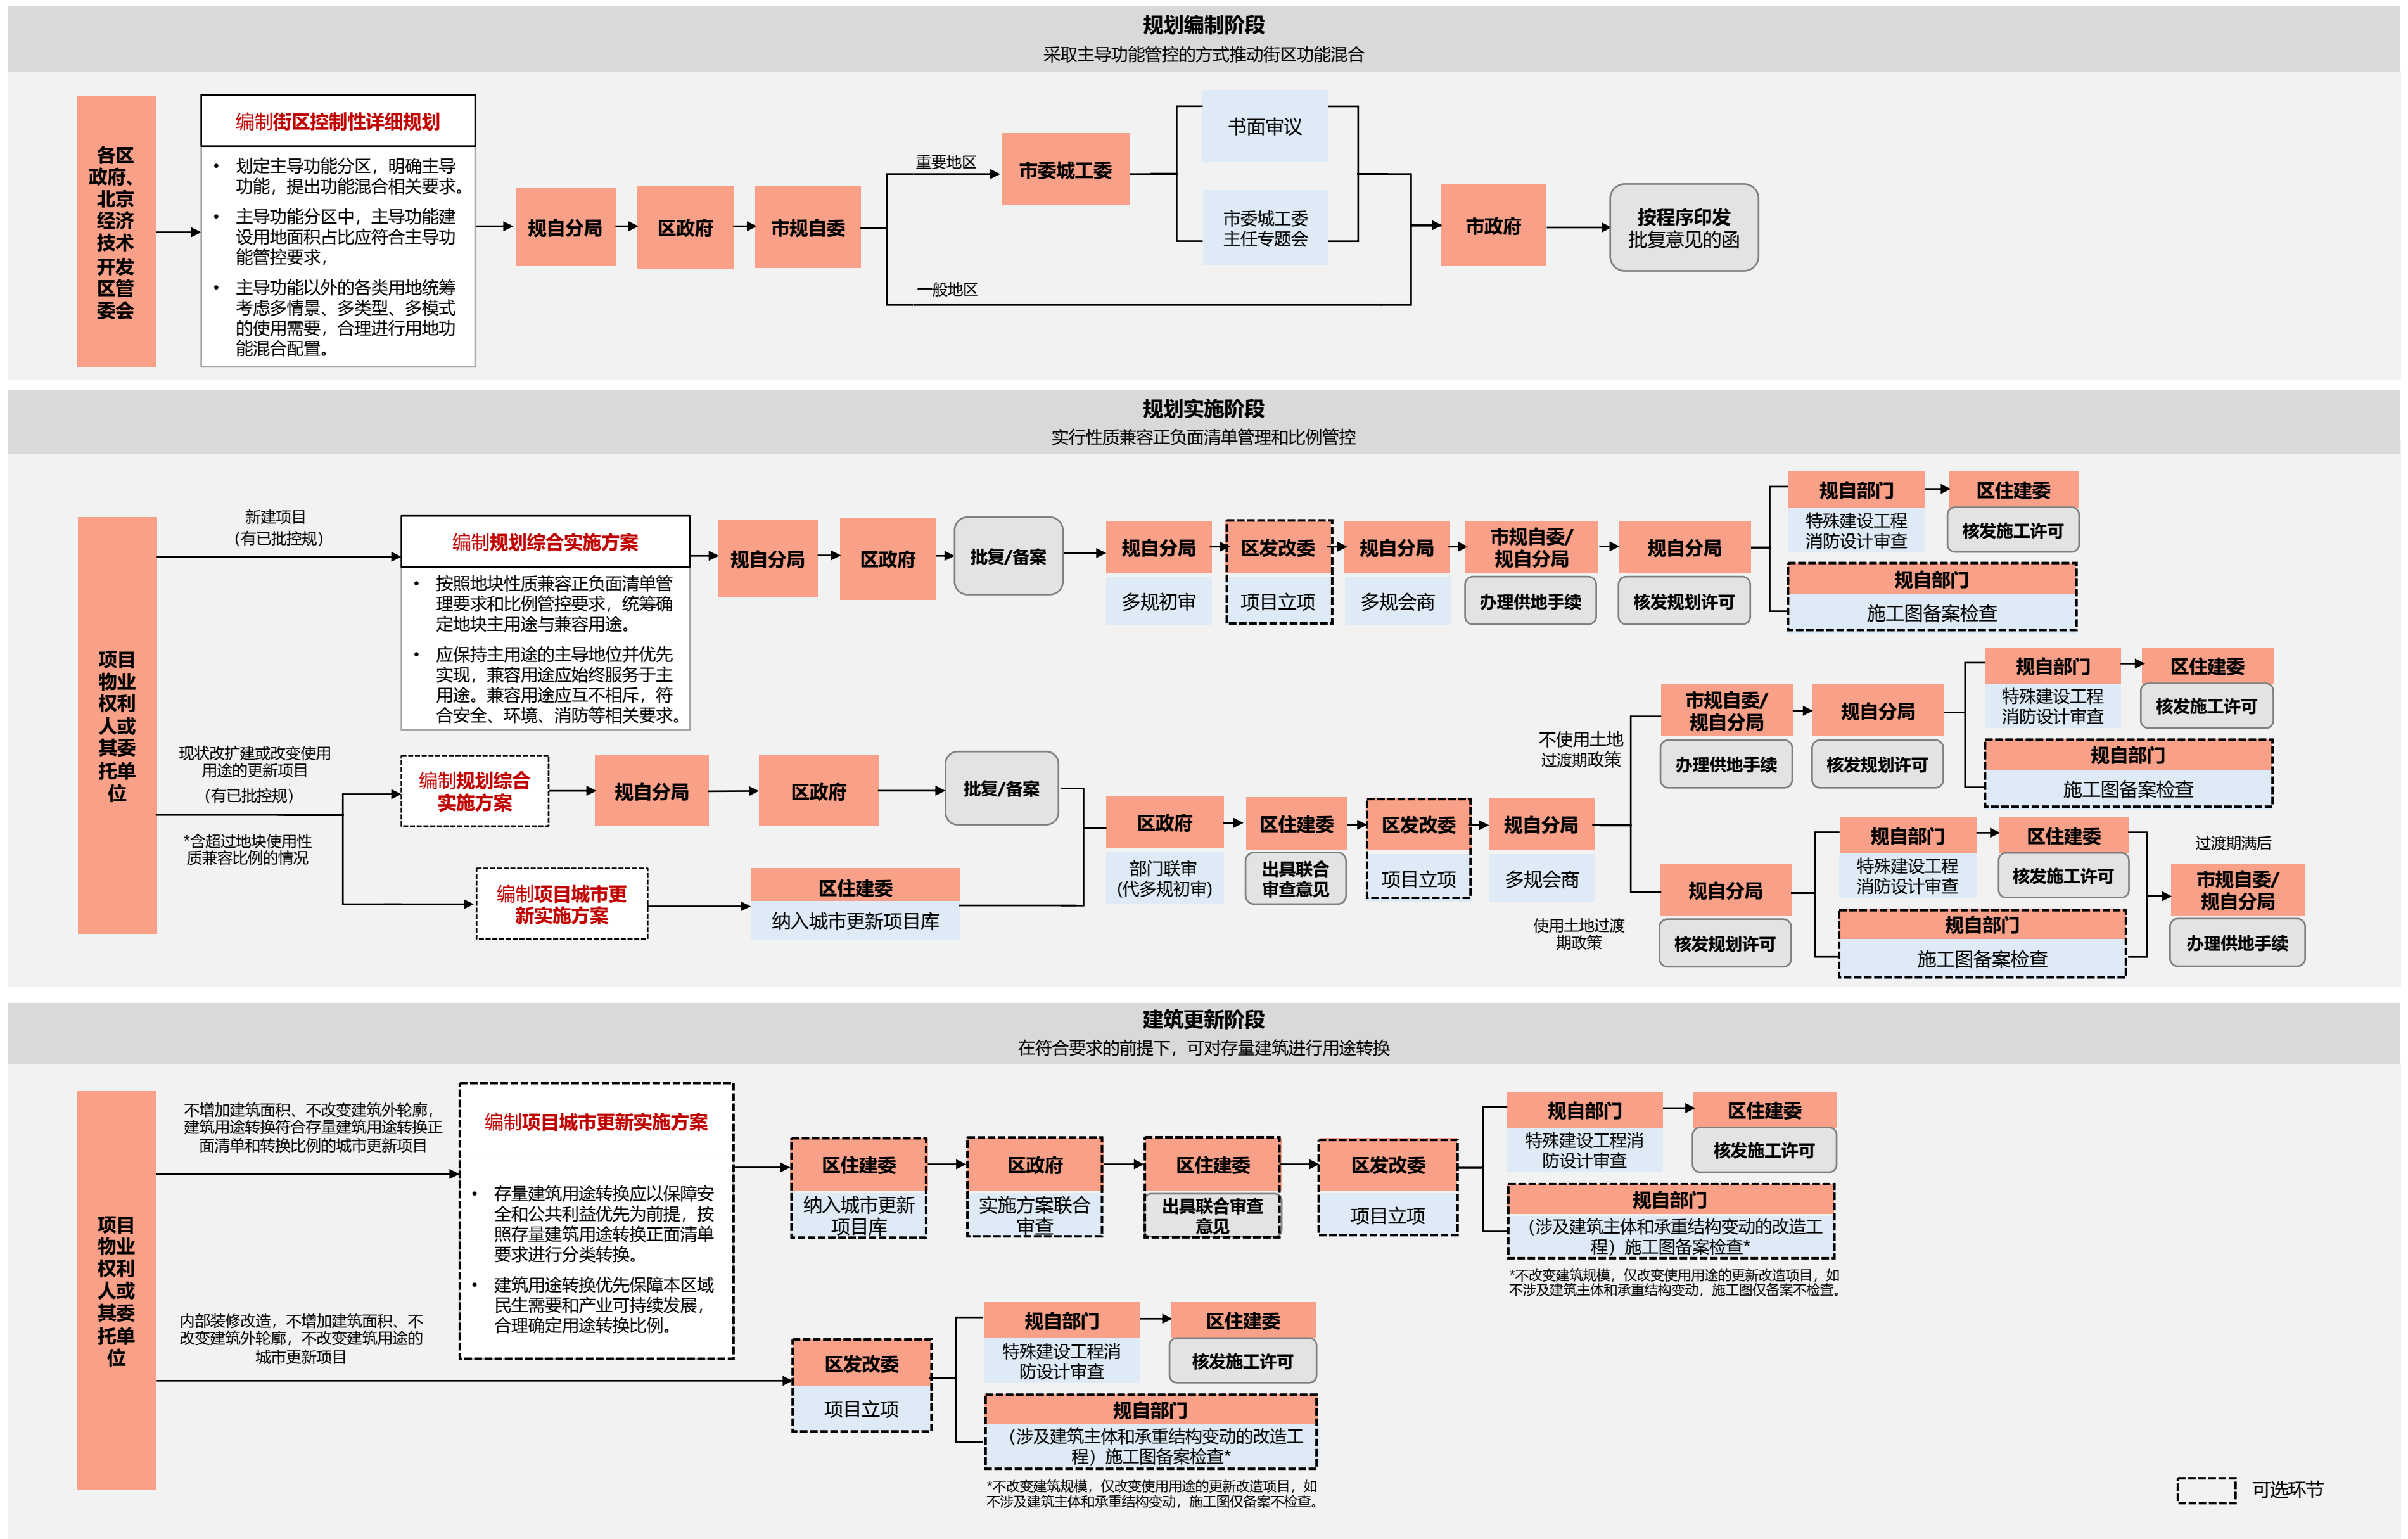 规划编制阶段
采取主导功能管控的方式推动街区功能混合
各区
政府、
北京
经济
技术
开发
区管
委会
编制街区控制性详细规划
• 划定主导功能分区，明确主导
功能，提出功能混合相关要求。
• 主导功能分区中，主导功能建
设用地面积占比应符合主导功
能管控要求，
• 主导功能以外的各类用地统筹
考虑多情景、多类型、多模式
的使用需要，合理进行用地功
能混合配置。
规自分局
区政府
市规自委
重要地区
市委城工委
书面审议
市委城工委
主任专题会
一般地区
市政府
按程序印发
批复意见的函
规划实施阶段
实行性质兼容正负面清单管理和比例管控
项目
物业
权利
人或
其委
托单
位
新建项目
（有已批控规）
编制规划综合实施方案
• 按照地块性质兼容正负面清单管
理要求和比例管控要求，统筹确
定地块主用途与兼容用途。
• 应保持主用途的主导地位并优先
实现，兼容用途应始终服务于主
用途。兼容用途应互不相斥，符
合安全、环境、消防等相关要求。
规自分局
区政府
批复/备案
规自分局
多规初审
区发改委
项目立项
规自分局
多规会商
市规自委/
规自分局
办理供地手续
规自分局
核发规划许可
规自部门
特殊建设工程
消防设计审查
区住建委
核发施工许可
规自部门
施工图备案检查
现状改扩建或改变使用
用途的更新项目
（有已批控规）
*含超过地块使用性
质兼容比例的情况
编制规划综合
实施方案
规自分局
区政府
批复/备案
编制项目城市更
新实施方案
区住建委
纳入城市更新项目库
区政府
部门联审
(代多规初审)
区住建委
出具联合
审查意见
区发改委
项目立项
规自分局
多规会商
不使用土地
过渡期政策
市规自委/
规自分局
办理供地手续
规自分局
核发规划许可
规自部门
特殊建设工程
消防设计审查
区住建委
核发施工许可
规自部门
施工图备案检查
使用土地过渡
期政策
规自分局
核发规划许可
规自部门
特殊建设工程
消防设计审查
区住建委
核发施工许可
规自部门
施工图备案检查
过渡期满后
市规自委/
规自分局
办理供地手续
建筑更新阶段
在符合要求的前提下，可对存量建筑进行用途转换
项目
物业
权利
人或
其委
托单
位
不增加建筑面积、不改变建筑外轮廓，
建筑用途转换符合存量建筑用途转换正
面清单和转换比例的城市更新项目
编制项目城市更新实施方案
• 存量建筑用途转换应以保障安
全和公共利益优先为前提，按
照存量建筑用途转换正面清单
要求进行分类转换。
• 建筑用途转换优先保障本区域
民生需要和产业可持续发展，
合理确定用途转换比例。
区住建委
纳入城市更新
项目库
区政府
实施方案联合
审查
区住建委
出具联合审查
意见
区发改委
项目立项
规自部门
特殊建设工程消
防设计审查
区住建委
核发施工许可
规自部门
（涉及建筑主体和承重结构变动的改造工
程）施工图备案检查*
*不改变建筑规模，仅改变使用用途的更新改造项目，如
不涉及建筑主体和承重结构变动，施工图仅备案不检查。
内部装修改造，不增加建筑面积、不
改变建筑外轮廓，不改变建筑用途的
城市更新项目
区发改委
项目立项
规自部门
特殊建设工程消
防设计审查
区住建委
核发施工许可
规自部门
（涉及建筑主体和承重结构变动的改造工
程）施工图备案检查*
*不改变建筑规模，仅改变使用用途的更新改造项目，如
不涉及建筑主体和承重结构变动，施工图仅备案不检查。
可选环节